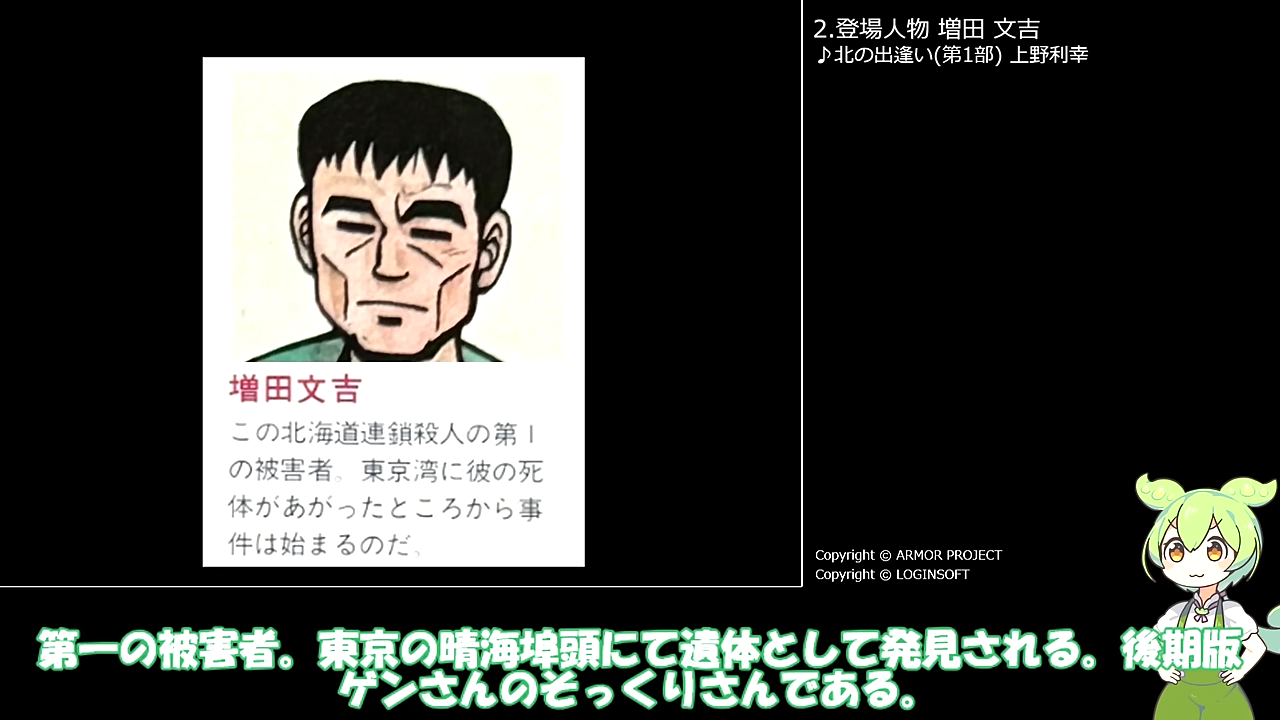 2.登場人物 増田 文吉
♪北の出逢い(第1部) 上野利幸
増田文吉
この北海道連鎖殺人の第1
の被害者。東京湾に彼の死
体があがったところから事
件は始まるのだ。
Copyright © ARMOR PROJECT
Copyright © LOGINSOFT
第一の被害者。東京の晴海埠頭にて遺体として発見される。後期版
ゲンさんのそっくりさんである。